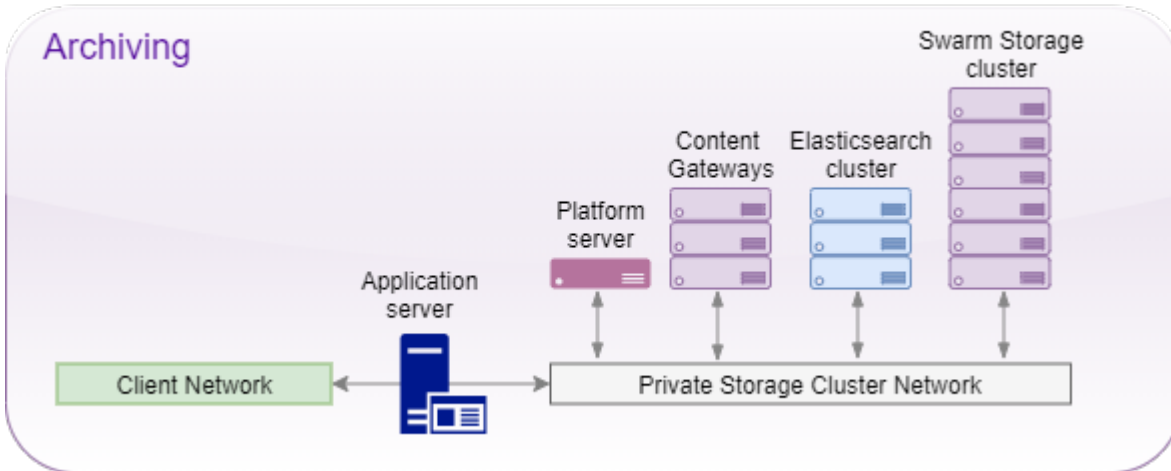 Archiving
Swarm Storage
cluster
Content
Gateways
Elasticsearch
cluster
Platform
server
Application
server
Client Network
Private Storage Cluster Network